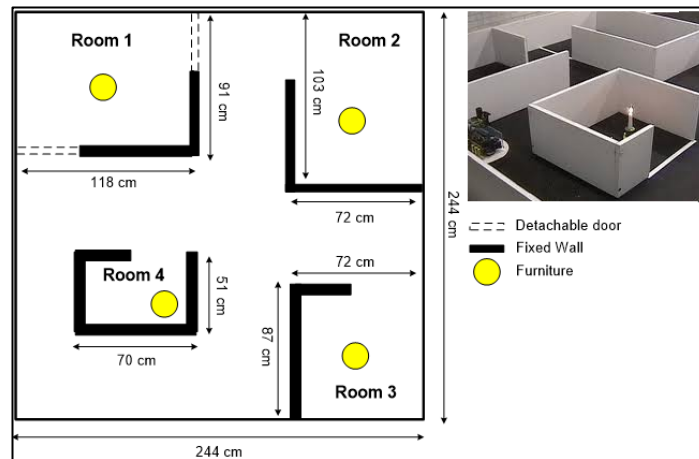 Room 1
Room 2
91 cm
103 cm
118 cm
72 cm
244 cm
Detachable door
Fixed Wall
Furniture
72 cm
Room 4
51 cm
87 cm
70 cm
Room 3
244 cm